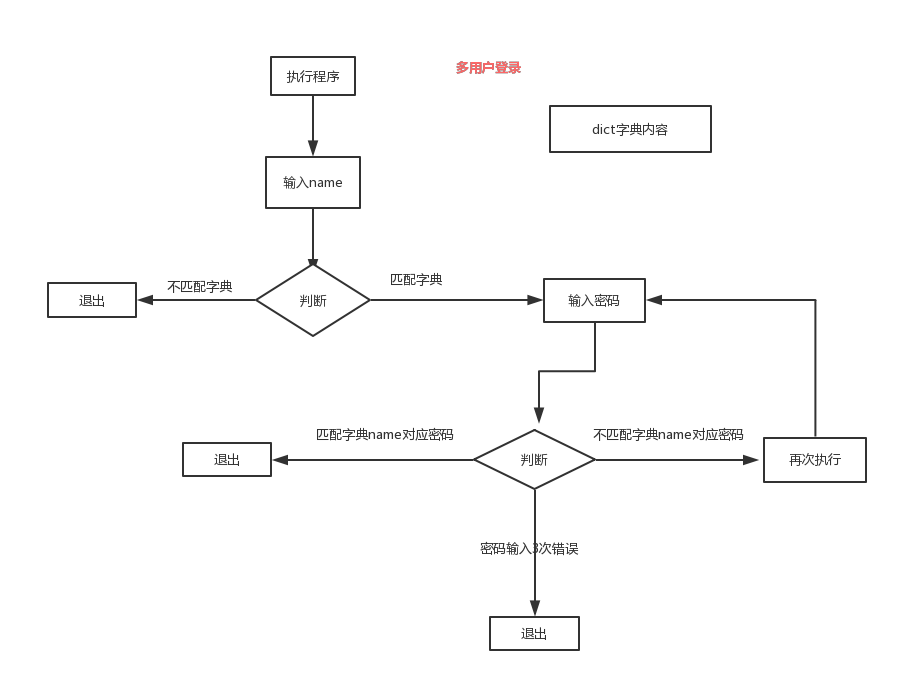 多用户登录
执行程序
dict字典内容
输入name
不匹配字典
匹配字典
退出
判断
输入密码
匹配字典name对应密码
不匹配字典name对应密码
退出
判断
再次执行
密码输入3次错误
退出